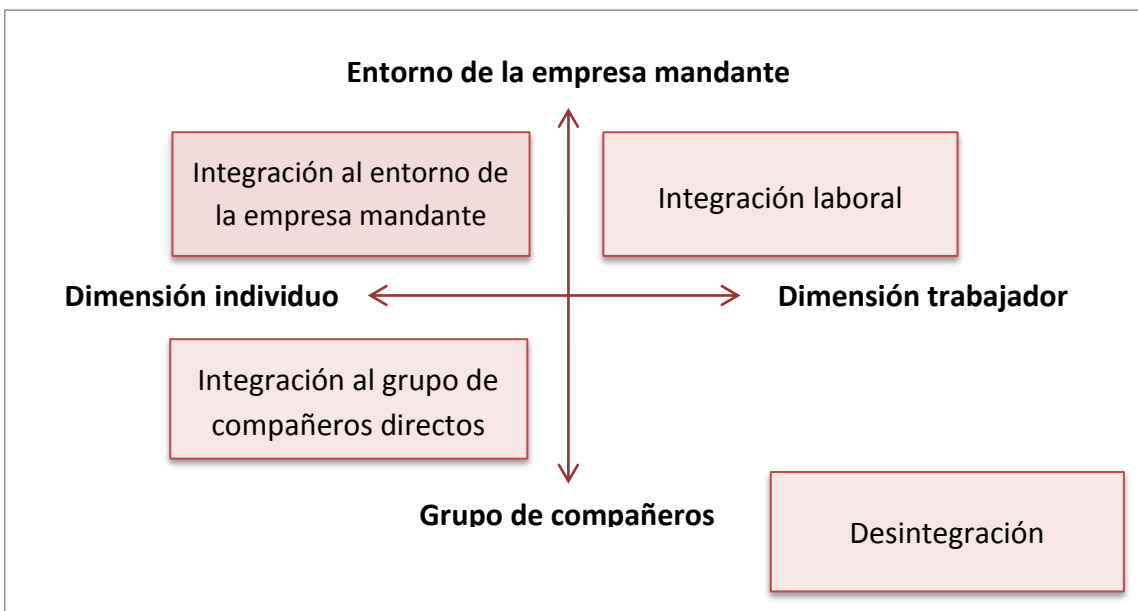 Entorno de la empresa mandante
Integración al entorno de
la empresa mandante
Integración laboral
Dimensión individuo
Dimensión trabajador
Integración al grupo de
compañeros directos
Grupo de compañeros
Desintegración